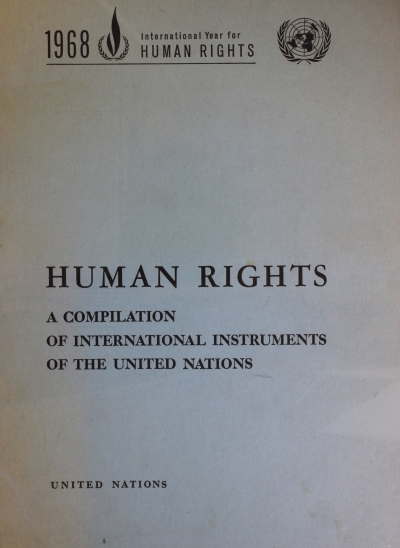 1968
International Year for
HUMAN RIGHTS
HUMAN RIGHTS
A COMPILATION
OF INTERNATIONAL INSTRUMENTS
OF THE UNITED NATIONS
UNITED NATIONS